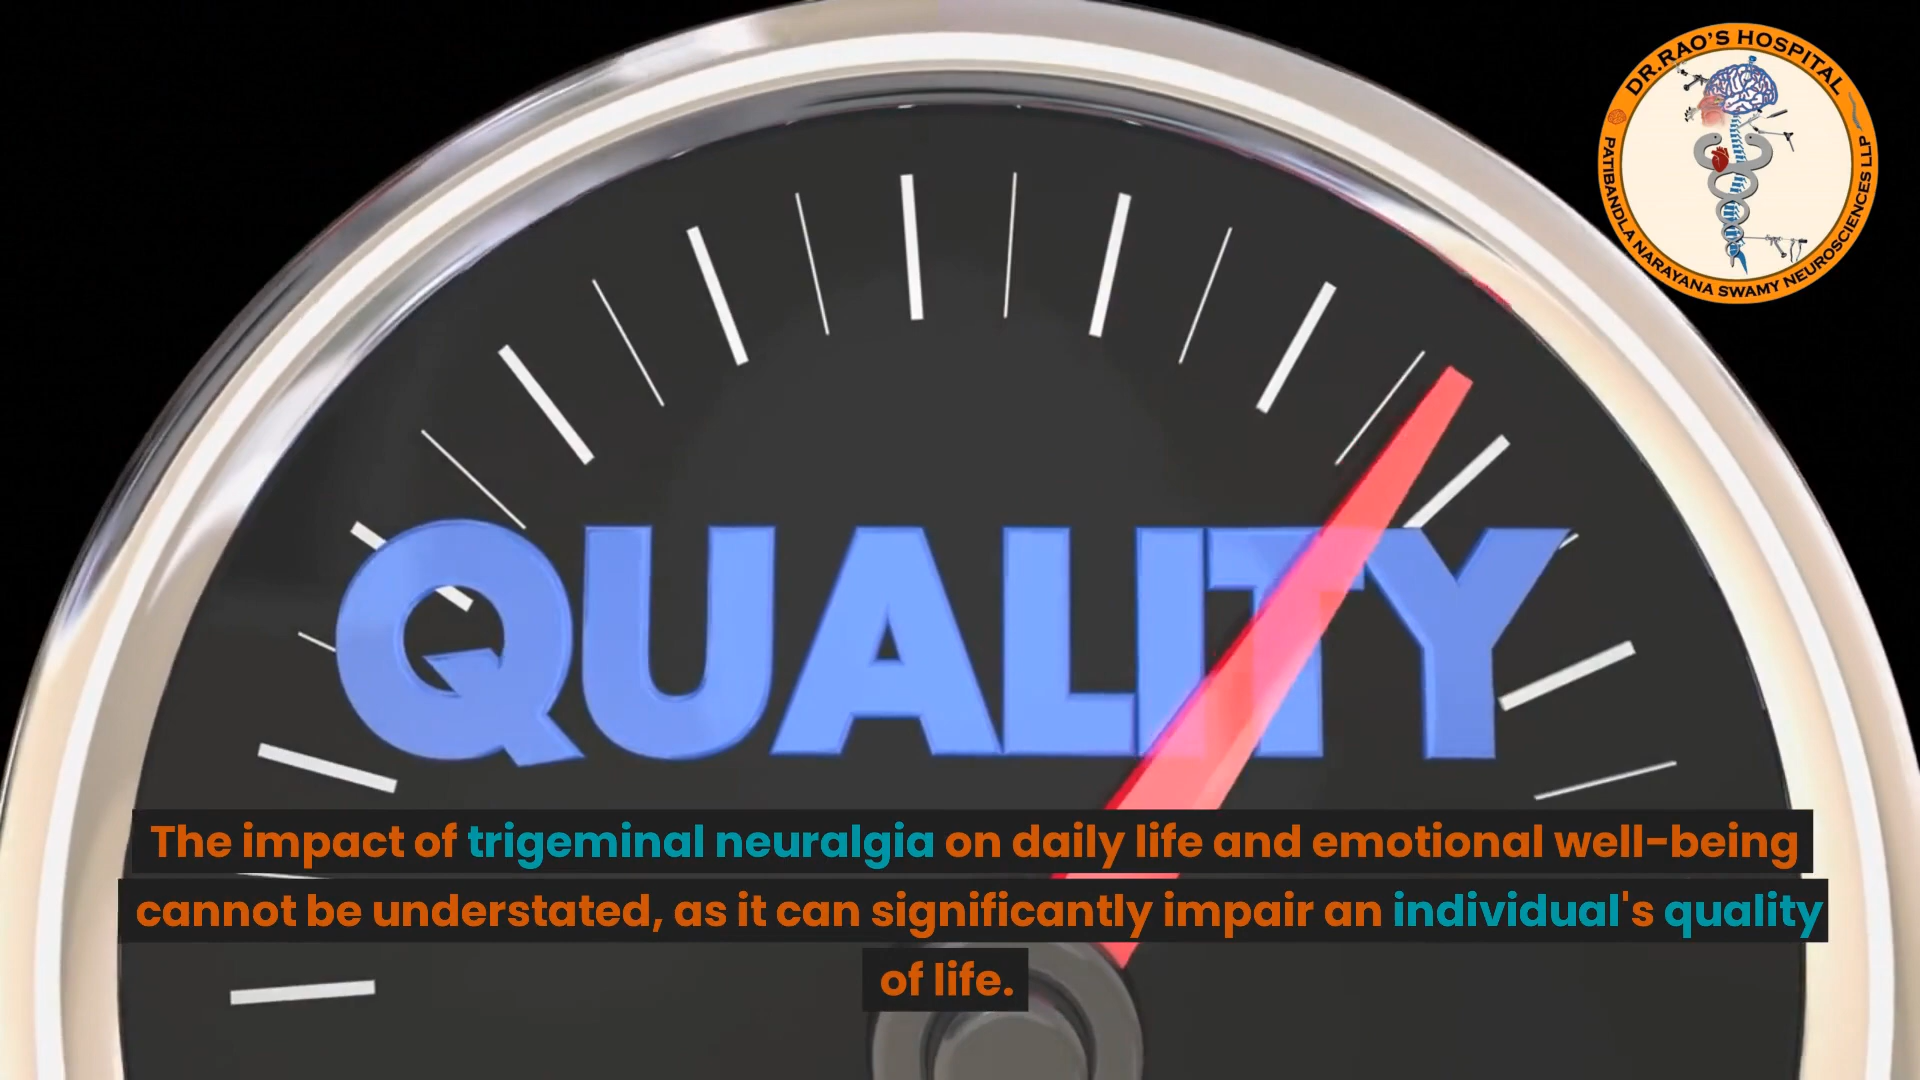 DR.RAO'S HOSPITAL
PATIBANDLA NARAYANA SWAMY NEUROSCIENCES LLP
QUALITY
The impact of trigeminal neuralgia on daily life and emotional well-being
cannot be understated, as it can significantly impair an individual's quality
of life.